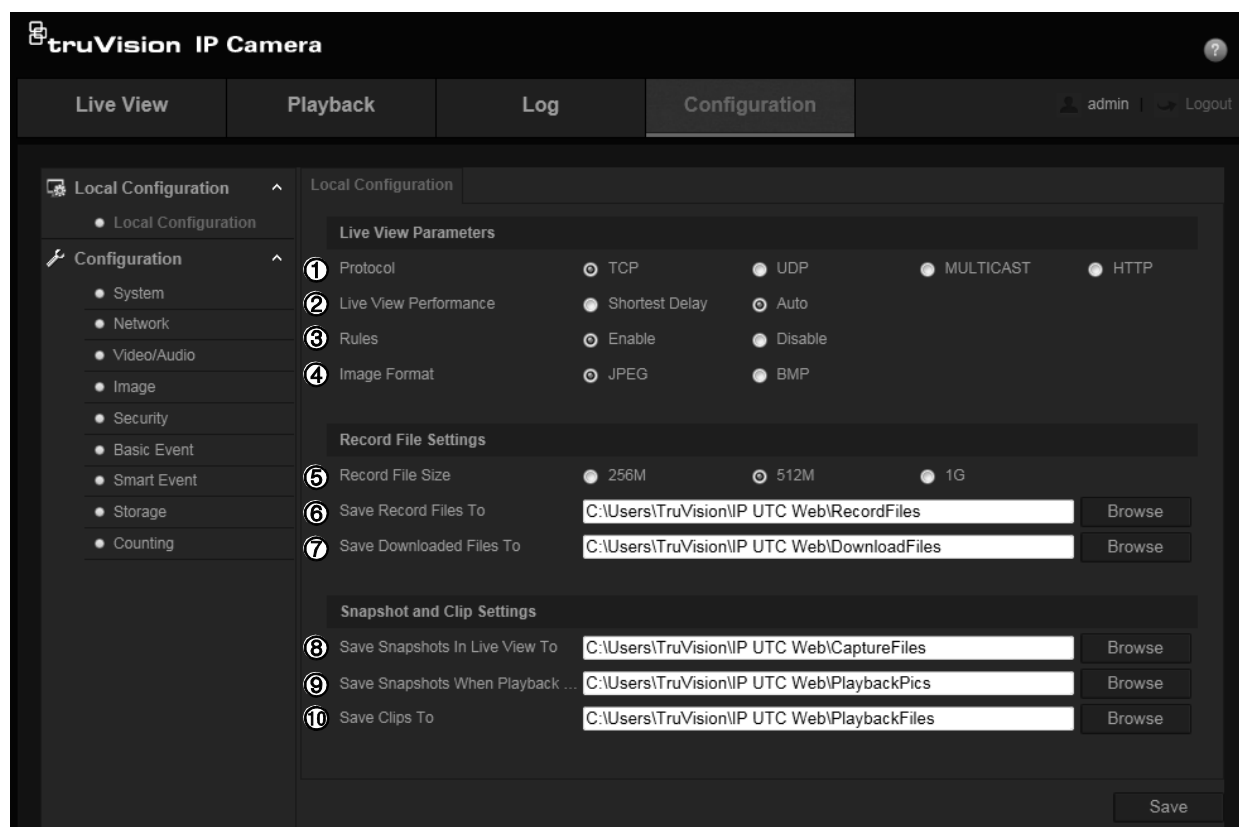 truVision IP Camera
?
Live View Playback Log Configuration admin | Logout
Local Configuration
Local Configuration
Configuration
System
Network
Video/Audio
Image
Security
Basic Event
Smart Event
Storage
Counting
Local Configuration
Live View Parameters
1 Protocol TCP UDP MULTICAST HTTP
2 Live View Performance Shortest Delay Auto
3 Rules Enable Disable
4 Image Format JPEG BMP
Record File Settings
5 Record File Size 256M 512M 1G
6 Save Record Files To C:\Users\TruVision\IP UTC Web\RecordFiles Browse
7 Save Downloaded Files To C:\Users\TruVision\IP UTC Web\DownloadFiles Browse
Snapshot and Clip Settings
8 Save Snapshots In Live View To C:\Users\TruVision\IP UTC Web\CaptureFiles Browse
9 Save Snapshots When Playback ... C:\Users\TruVision\IP UTC Web\PlaybackPics Browse
10 Save Clips To C:\Users\TruVision\IP UTC Web\PlaybackFiles Browse
Save